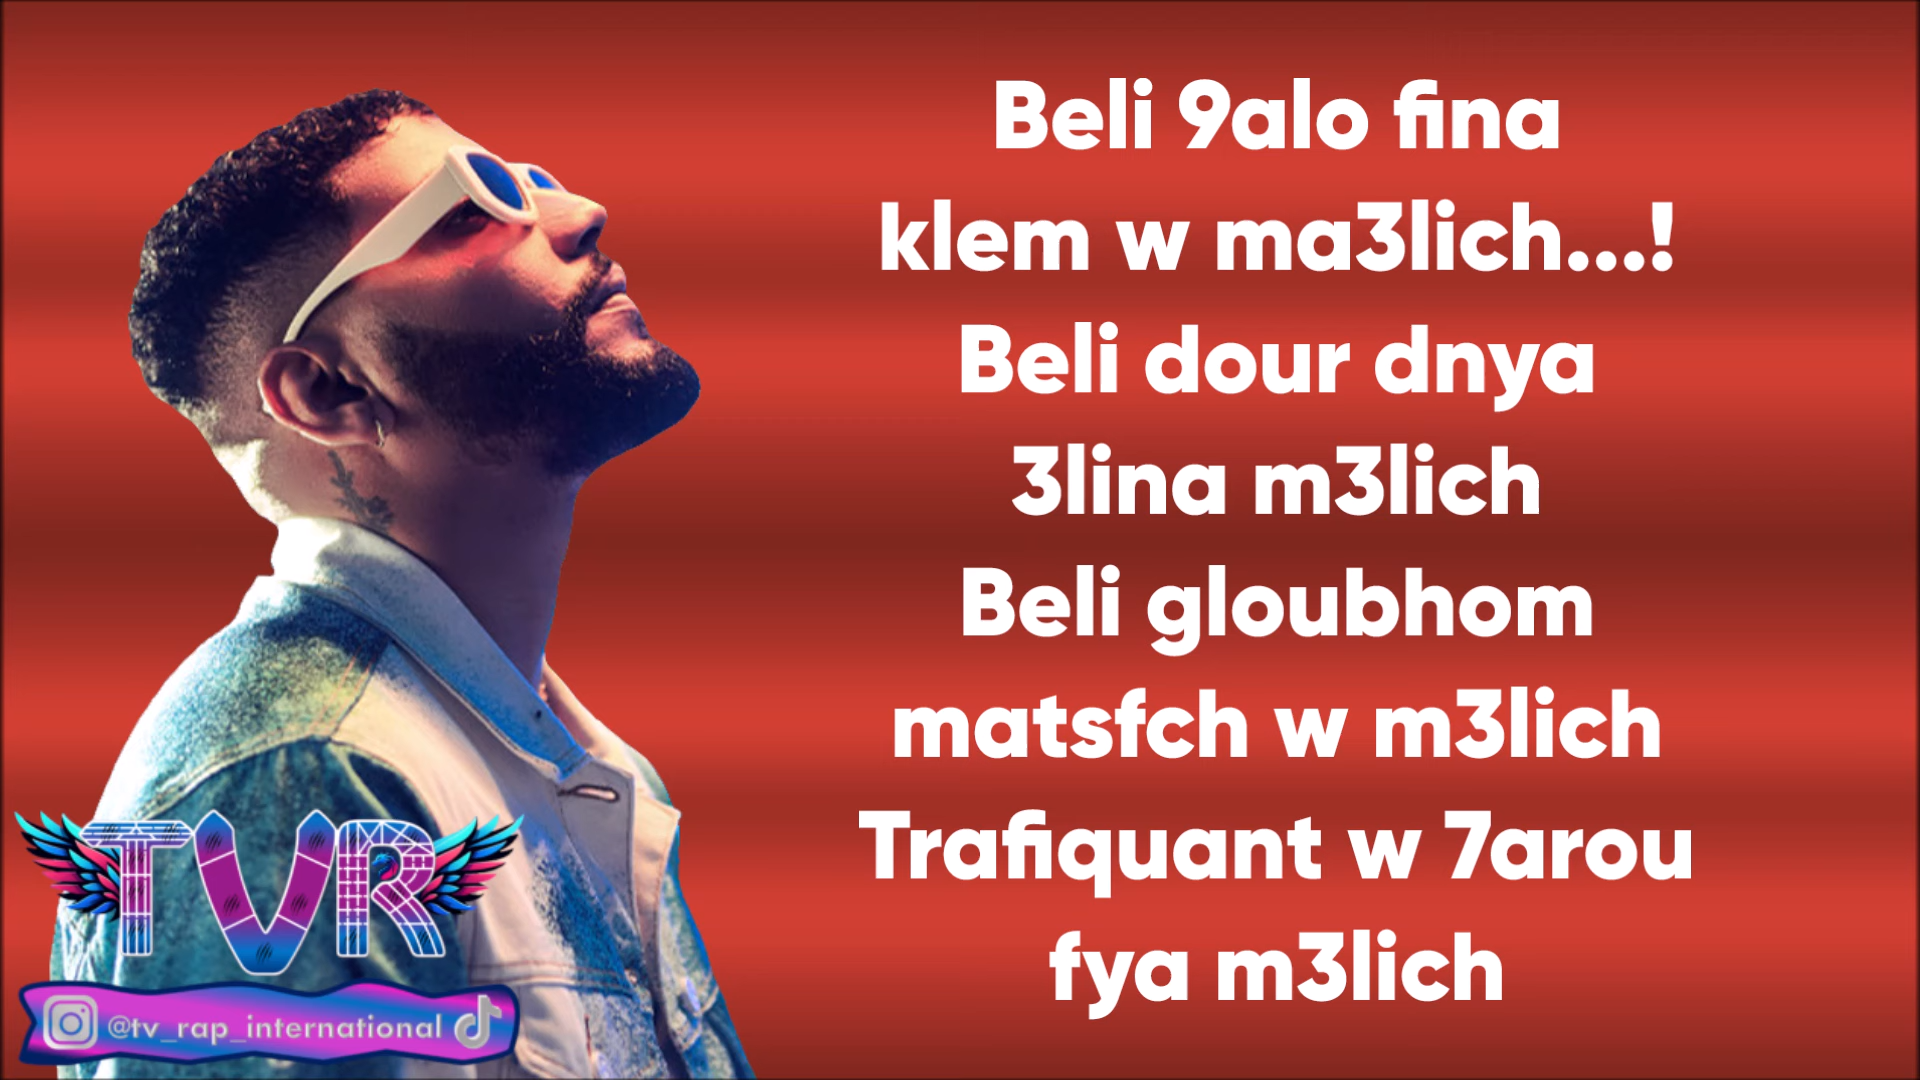 Beli 9alo fina
klem w ma3lich...!
Beli dour dnya
3lina m3lich
Beli gloubhom
matsfch w m3lich
Trafiquant w 7arou
fya m3lich
TVR
@tv_rap_international